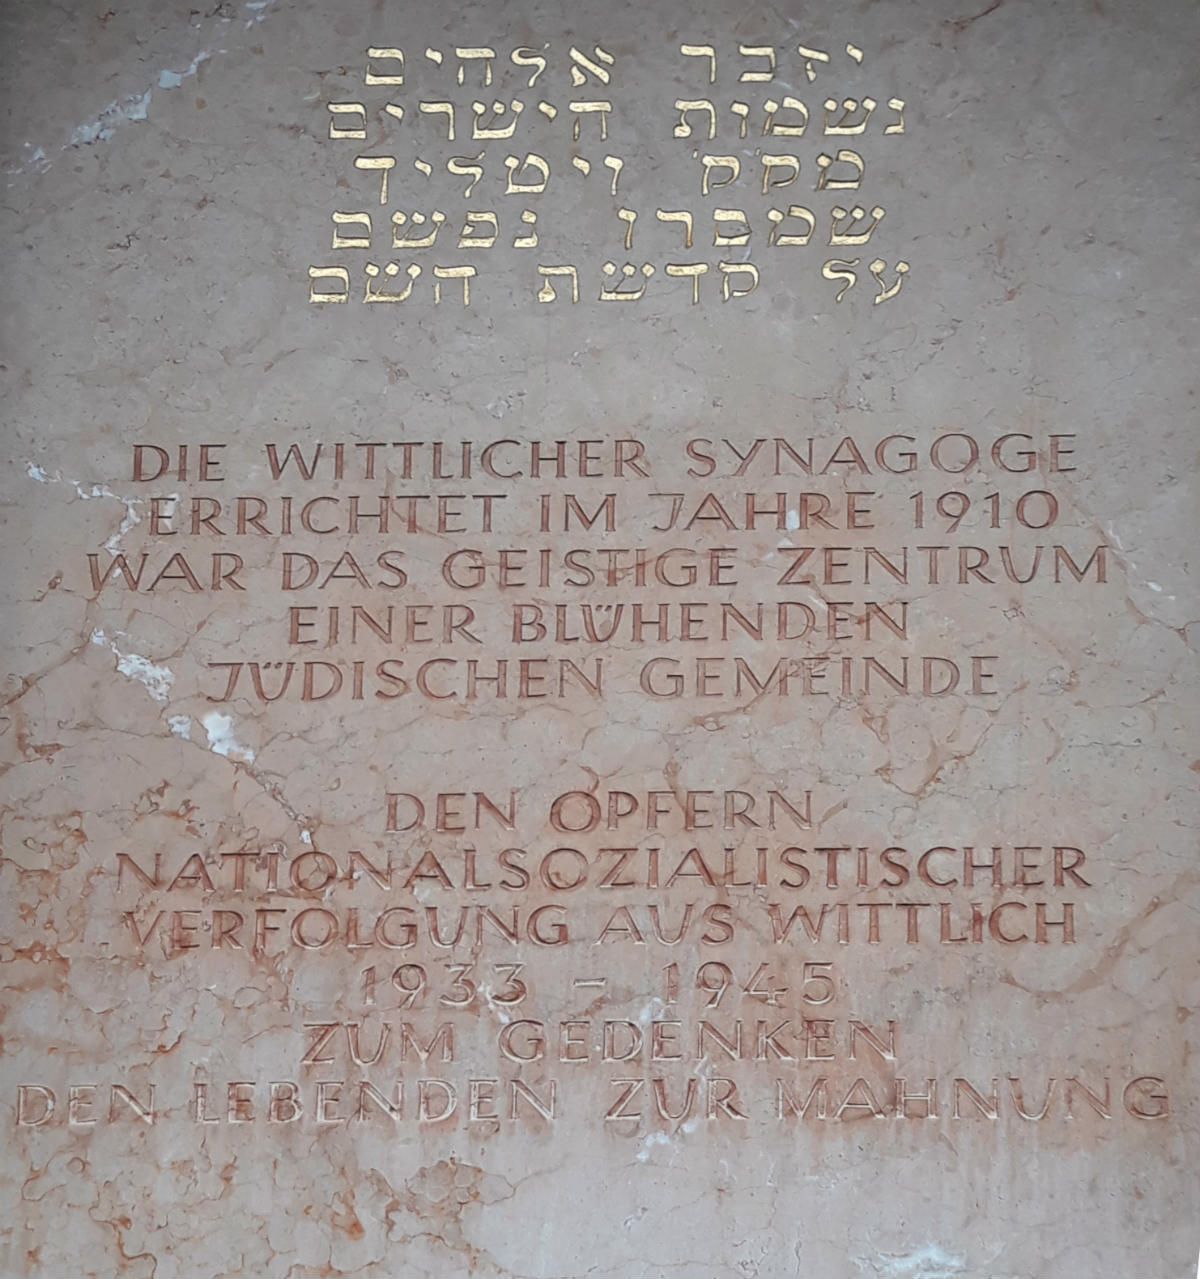 יזכר אלהים
נשמות הישרים
מק׳ק׳ ויטליך
שמסרו נפשם
על קדשת השם
DIE WITTLICHER SYNAGOGE
ERRICHTET IM JAHRE 1910
WAR DAS GEISTIGE ZENTRUM
EINER BLÜHENDEN
JÜDISCHEN GEMEINDE
DEN OPFERN
NATIONALSOZIALISTISCHER
VERFOLGUNG AUS WITTLICH
1933 – 1945
ZUM GEDENKEN
DEN LEBENDEN ZUR MAHNUNG